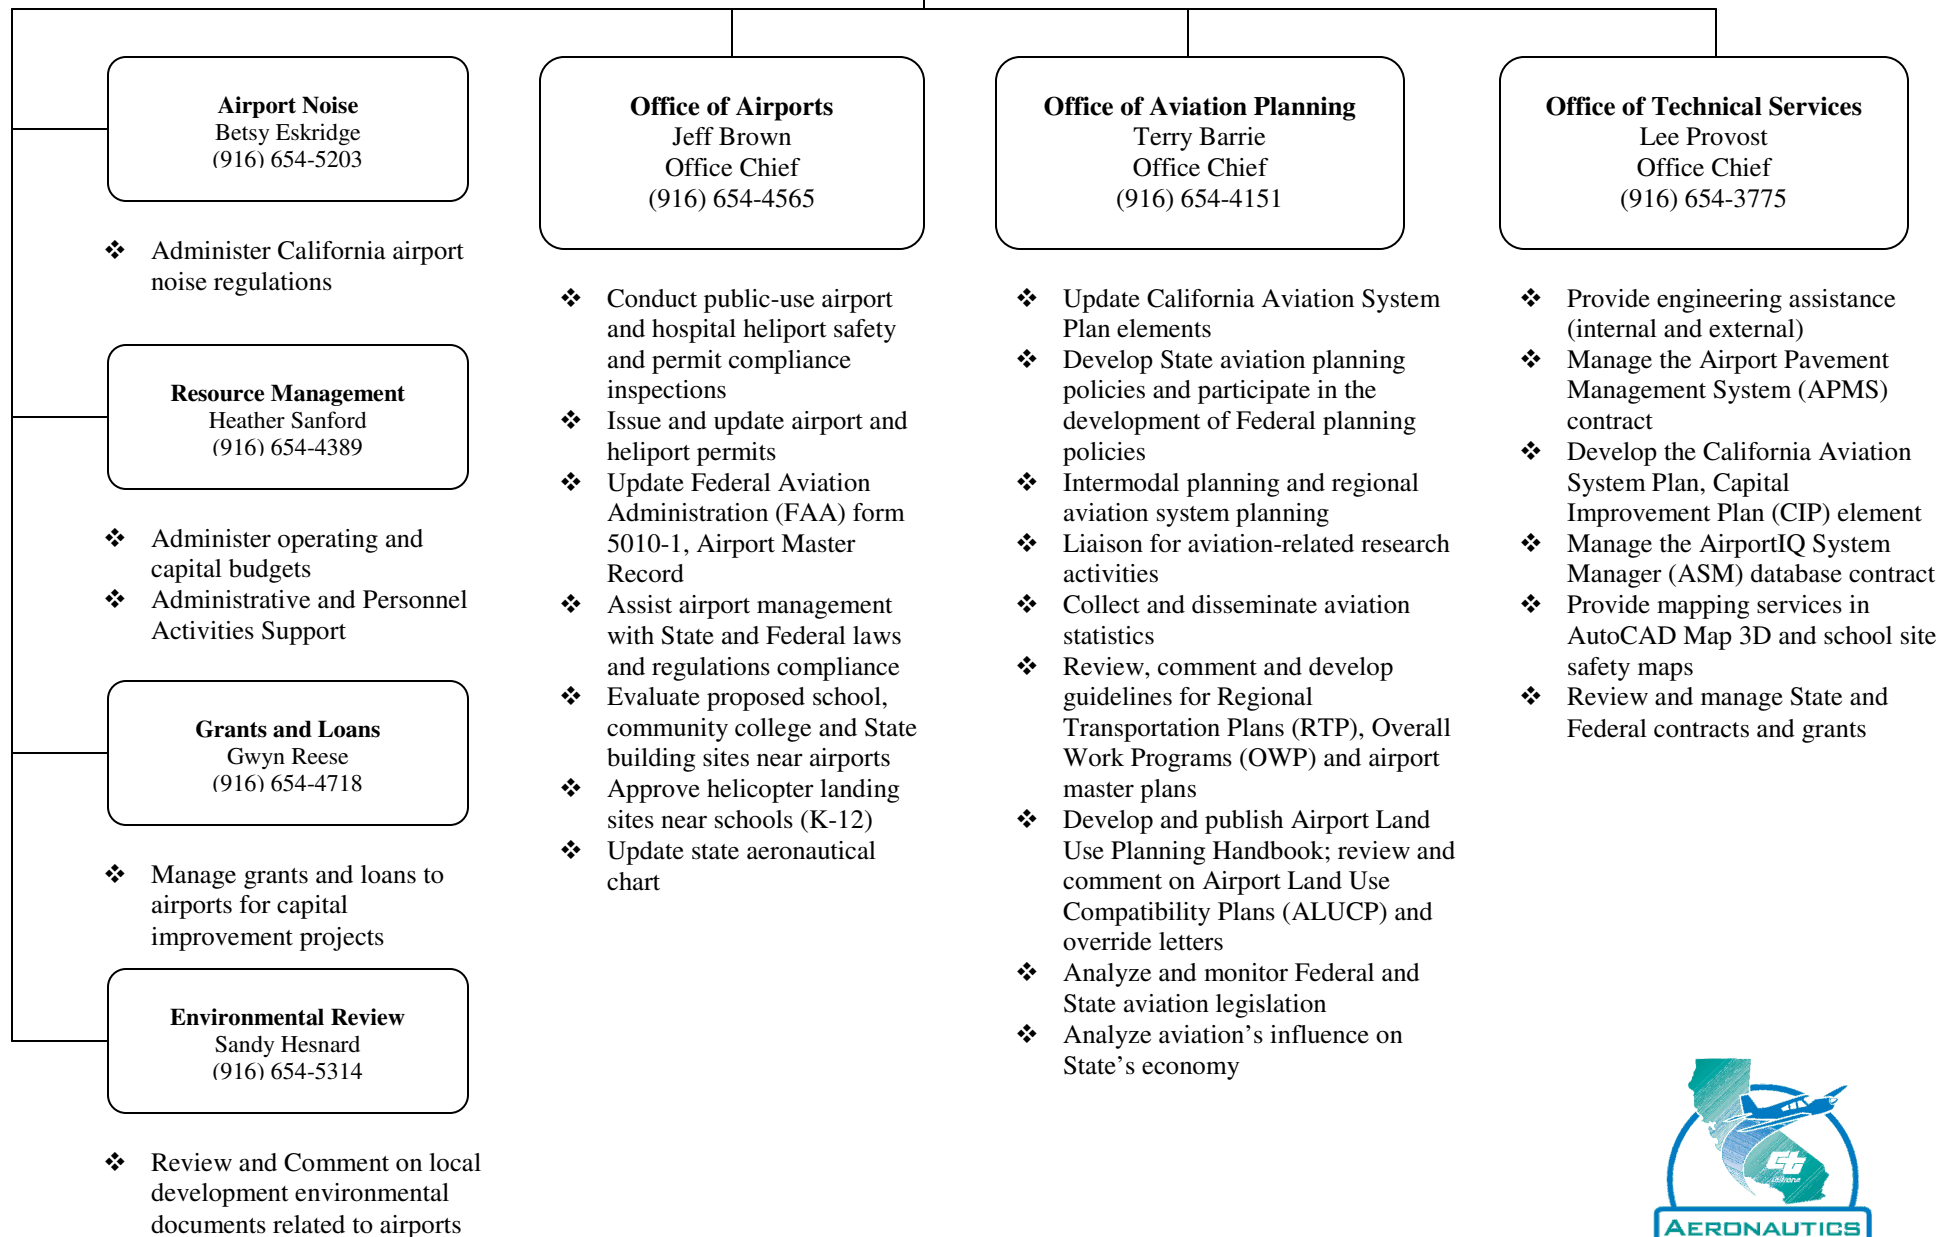 Airport Noise
Betsy Eskridge
(916) 654-5203
❖ Administer California airport
noise regulations
Resource Management
Heather Sanford
(916) 654-4389
❖ Administer operating and
capital budgets
❖ Administrative and Personnel
Activities Support
Grants and Loans
Gwyn Reese
(916) 654-4718
❖ Manage grants and loans to
airports for capital
improvement projects
Environmental Review
Sandy Hesnard
(916) 654-5314
❖ Review and Comment on local
development environmental
documents related to airports
Office of Airports
Jeff Brown
Office Chief
(916) 654-4565
❖ Conduct public-use airport
and hospital heliport safety
and permit compliance
inspections
❖ Issue and update airport and
heliport permits
❖ Update Federal Aviation
Administration (FAA) form
5010-1, Airport Master
Record
❖ Assist airport management
with State and Federal laws
and regulations compliance
❖ Evaluate proposed school,
community college and State
building sites near airports
❖ Approve helicopter landing
sites near schools (K-12)
❖ Update state aeronautical
chart
Office of Aviation Planning
Terry Barrie
Office Chief
(916) 654-4151
❖ Update California Aviation System
Plan elements
❖ Develop State aviation planning
policies and participate in the
development of Federal planning
policies
❖ Intermodal planning and regional
aviation system planning
❖ Liaison for aviation-related research
activities
❖ Collect and disseminate aviation
statistics
❖ Review, comment and develop
guidelines for Regional
Transportation Plans (RTP), Overall
Work Programs (OWP) and airport
master plans
❖ Develop and publish Airport Land
Use Planning Handbook; review and
comment on Airport Land Use
Compatibility Plans (ALUCP) and
override letters
❖ Analyze and monitor Federal and
State aviation legislation
❖ Analyze aviation’s influence on
State’s economy
Office of Technical Services
Lee Provost
Office Chief
(916) 654-3775
❖ Provide engineering assistance
(internal and external)
❖ Manage the Airport Pavement
Management System (APMS)
contract
❖ Develop the California Aviation
System Plan, Capital
Improvement Plan (CIP) element
❖ Manage the AirportIQ System
Manager (ASM) database contract
❖ Provide mapping services in
AutoCAD Map 3D and school site
safety maps
❖ Review and manage State and
Federal contracts and grants
ct
AERONAUTICS